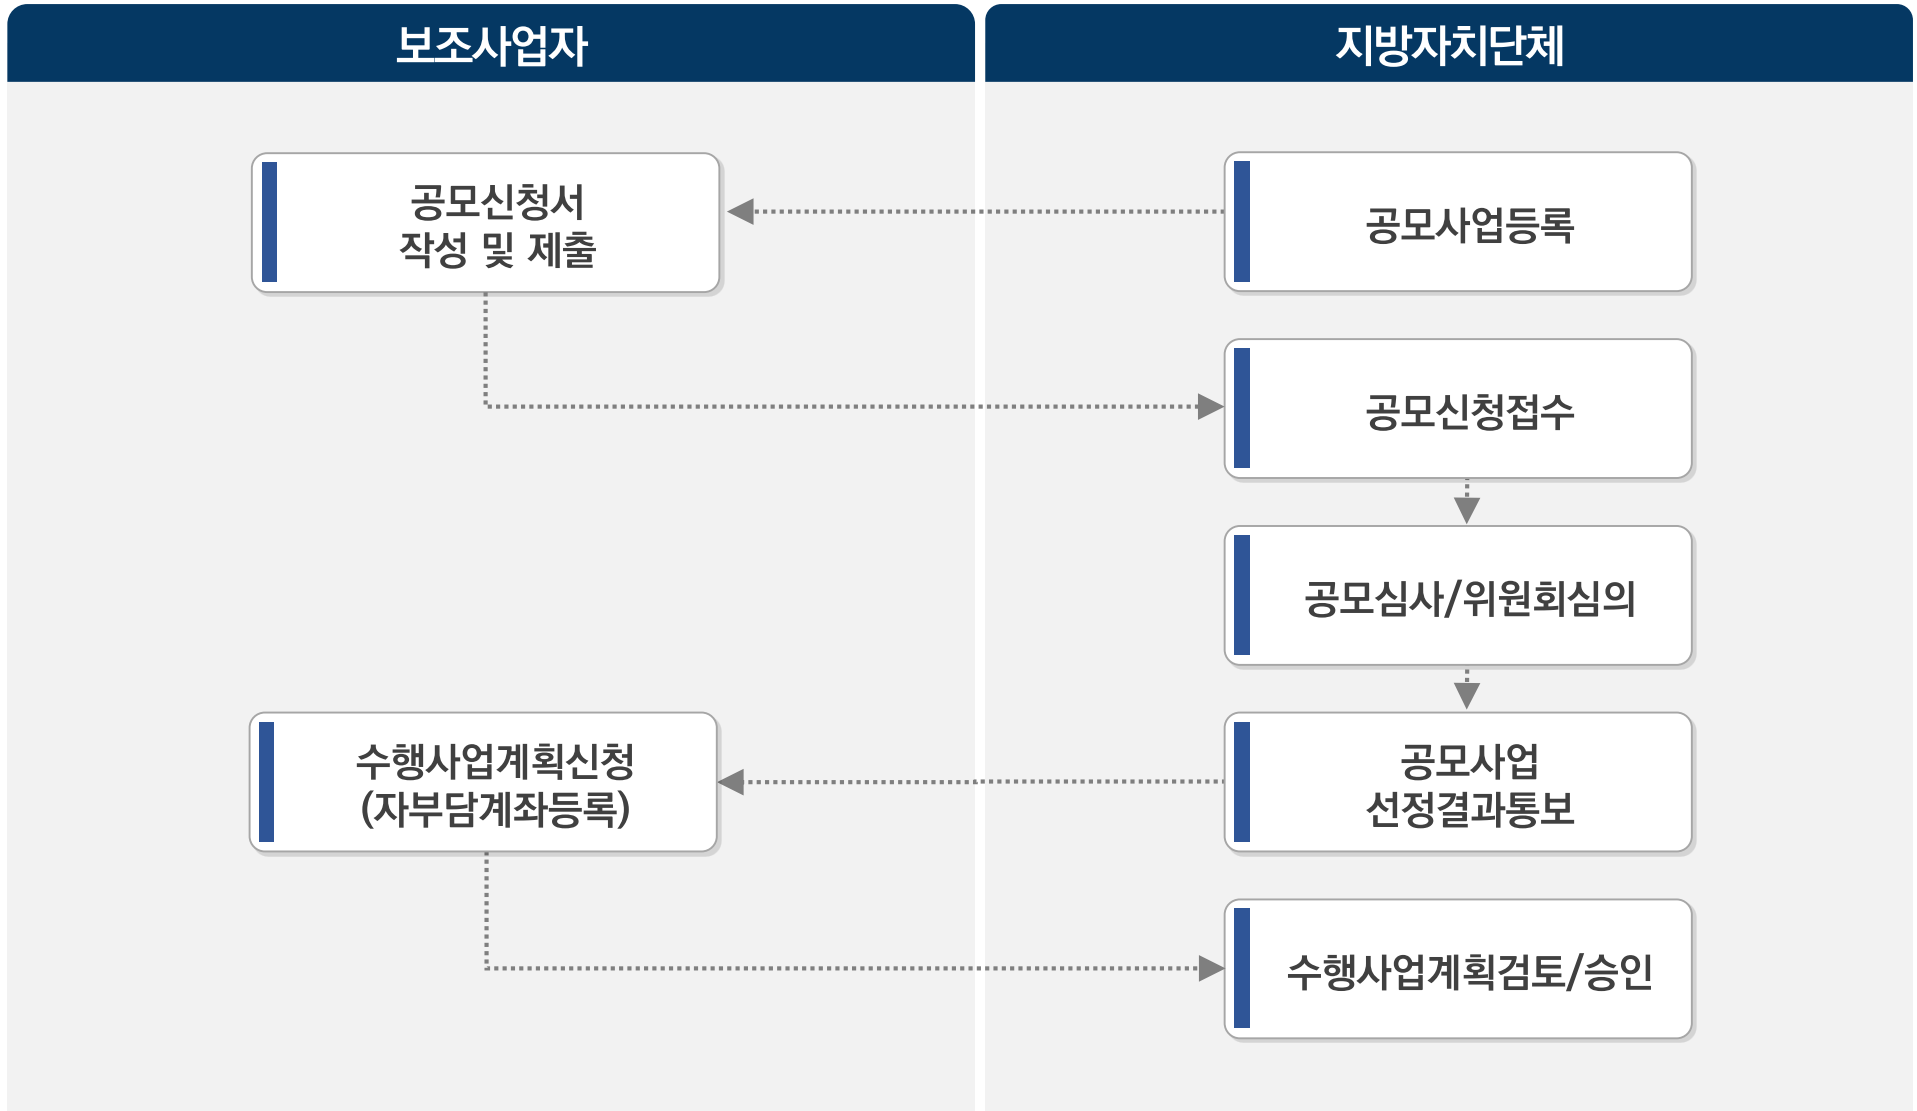 보조사업자
지방자치단체
공모신청서
작성 및 제출
공모사업등록
공모신청접수
공모심사/위원회심의
수행사업계획신청
(자부담계좌등록)
공모사업
선정결과통보
수행사업계획검토/승인